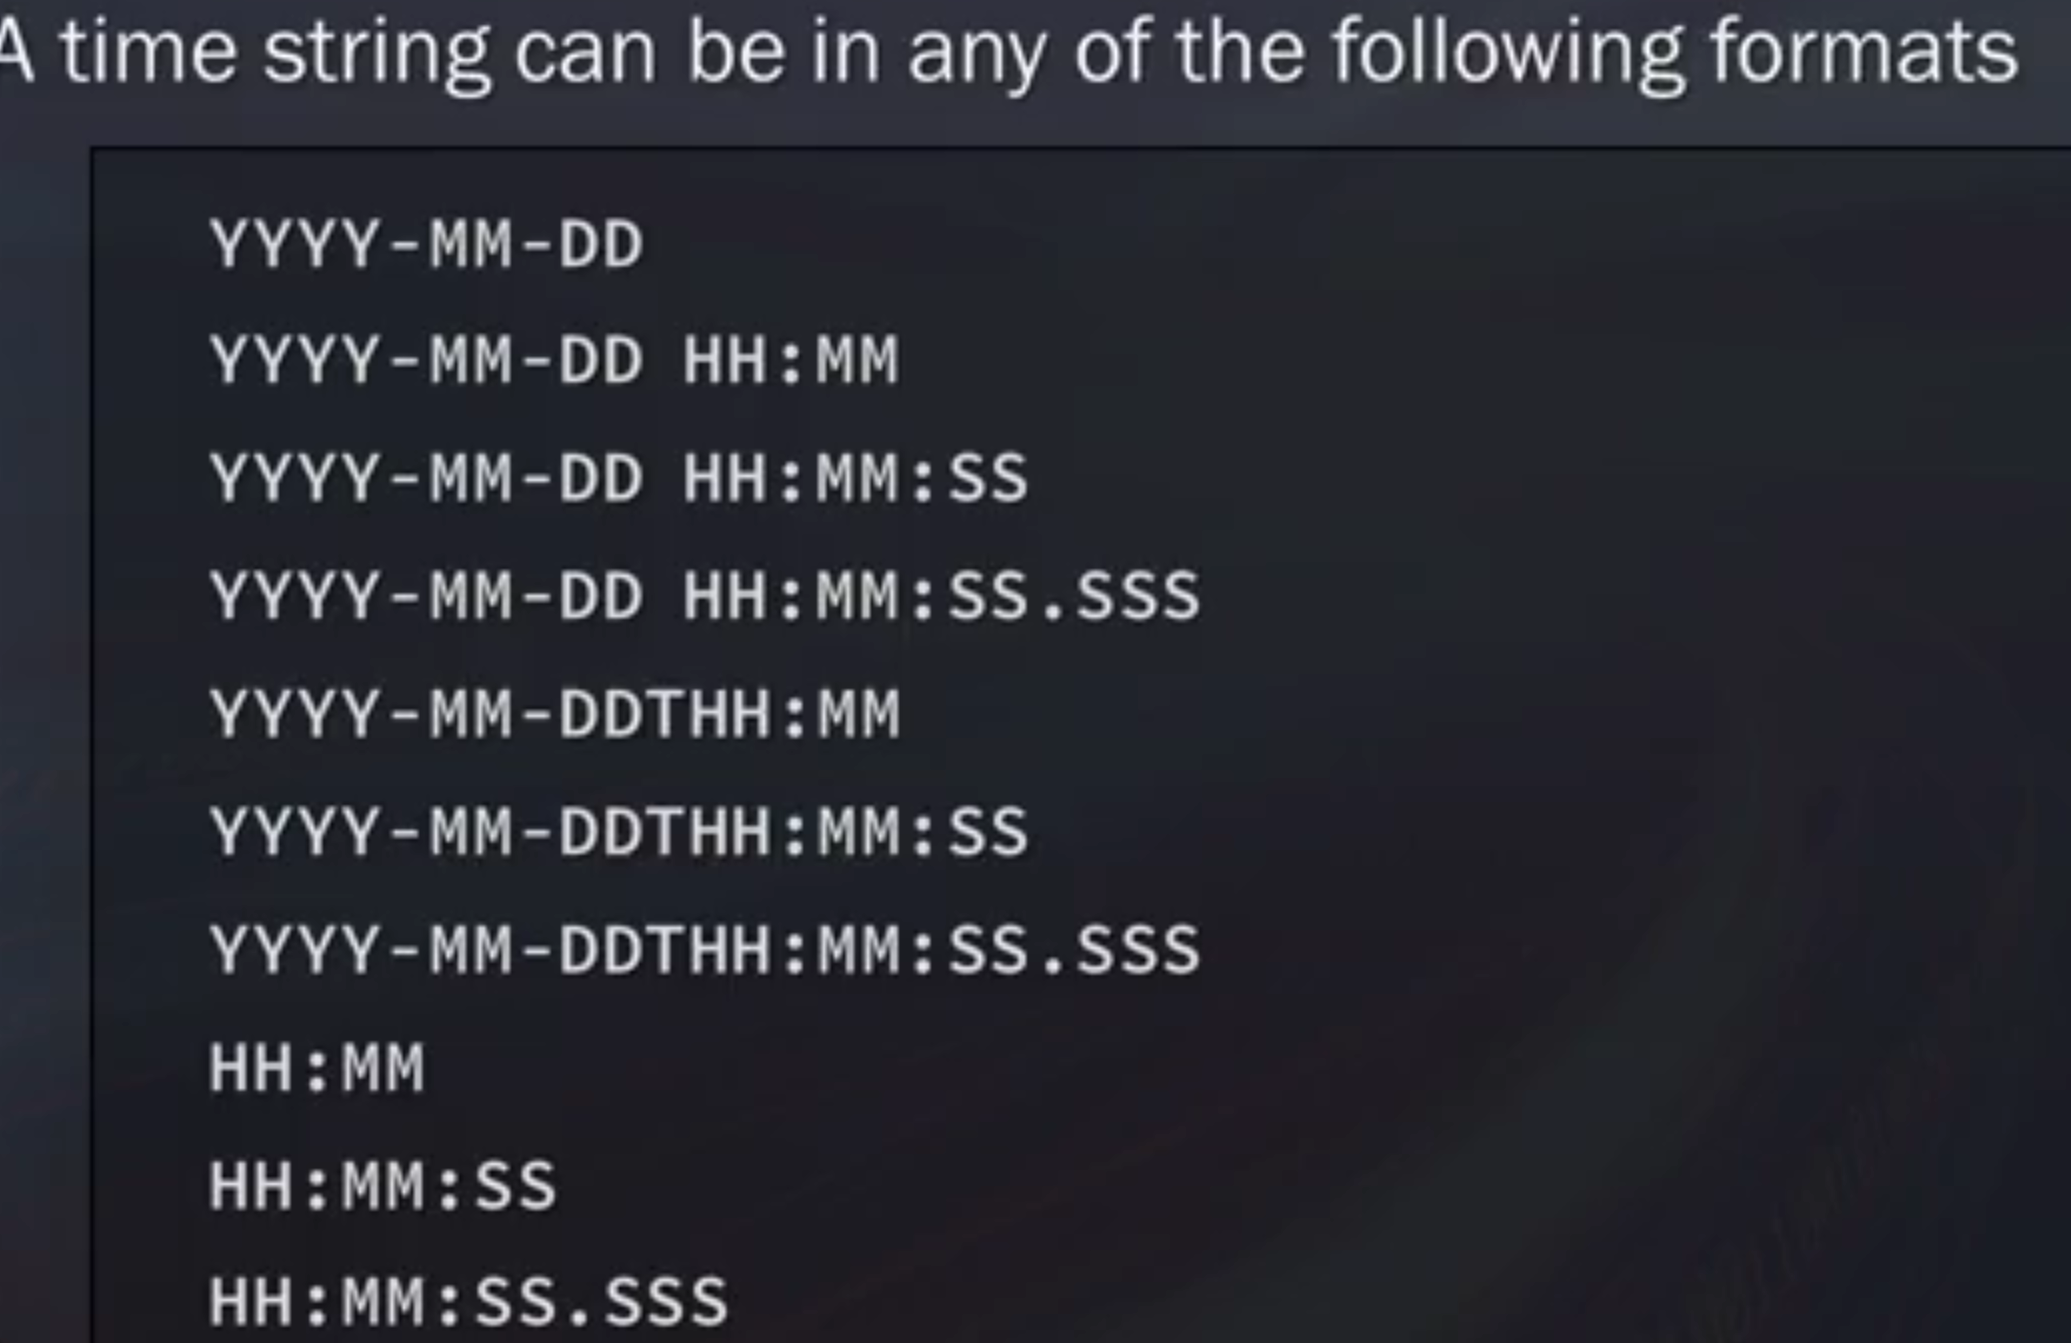 A time string can be in any of the following formats
YYYY-MM-DD
YYYY-MM-DD HH:MM
YYYY-MM-DD HH:MM:SS
YYYY-MM-DD HH:MM:SS.SSS
YYYY-MM-DDTHH:MM
YYYY-MM-DDTHH:MM:SS
YYYY-MM-DDTHH:MM:SS.SSS
HH:MM
HH:MM:SS
HH:MM:SS.SSS